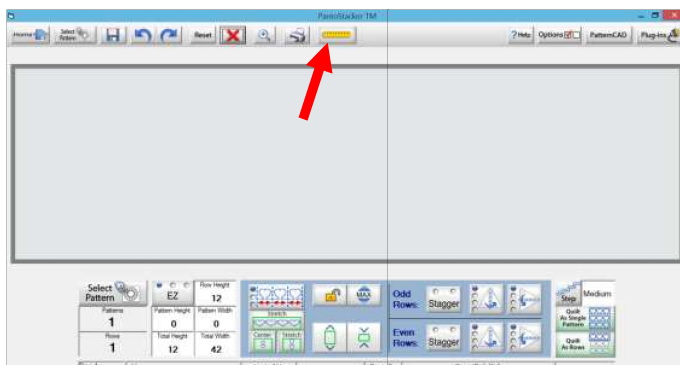 PantoStacker TM
Home
Select
Pattern
Reset
? Help
Options
PatternCAD
Plug-ins
Select
Pattern
EZ
Row Height
12
Patterns
1
Pattern Height
0
Pattern Width
0
Rows
1
Total Height
12
Total Width
42
Stretch
Center
Stretch
MAX
Odd
Rows:
Stagger
Even
Rows:
Stagger
Step
Medium
Quilt
As Single
Pattern
Quilt
As Rows